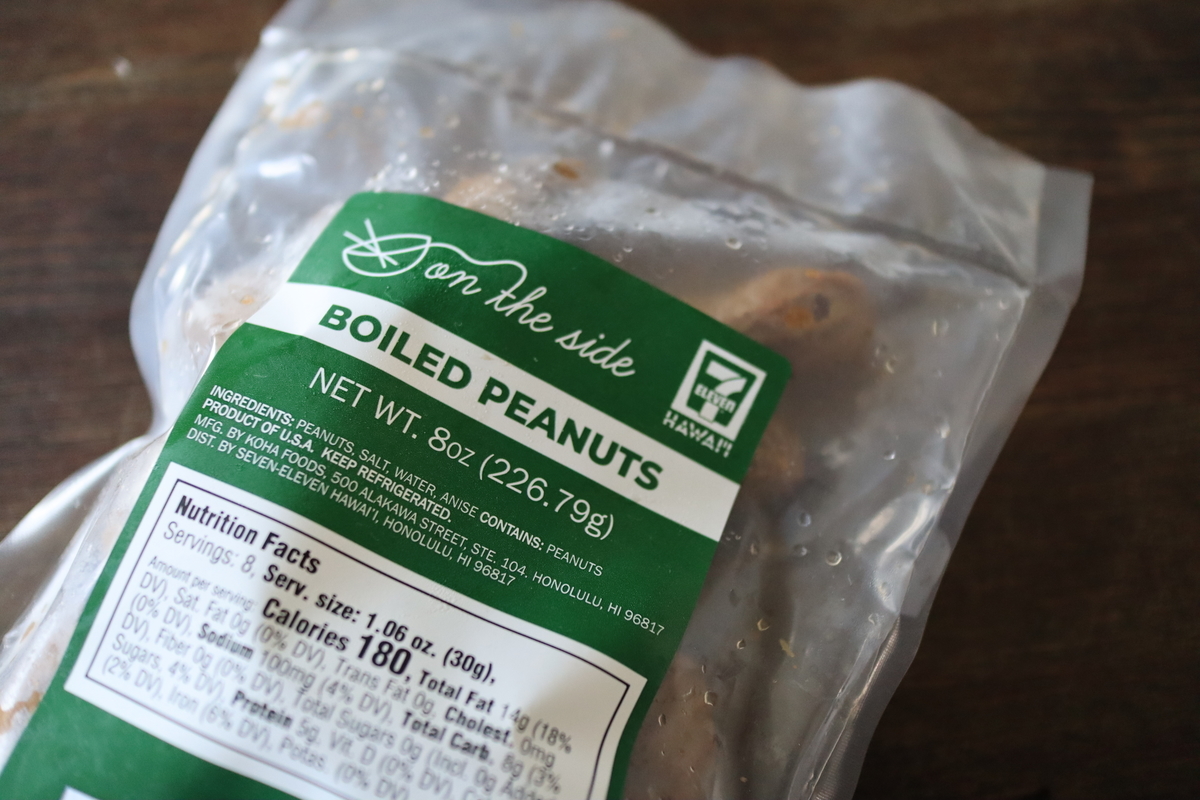 on the side
BOILED PEANUTS
7
ELEVEN
HAWAI'I
NET WT. 8oz (226.79g)
INGREDIENTS: PEANUTS, SALT, WATER, ANISE CONTAINS: PEANUTS
PRODUCT OF U.S.A. KEEP REFRIGERATED.
MFG. BY KOHA FOODS, 500 ALAKAWA STREET, STE. 104. HONOLULU, HI 96817
DIST. BY SEVEN-ELEVEN HAWAI'I, HONOLULU, HI 96817
Nutrition Facts
Servings: 8, Serv. size: 1.06 oz. (30g),
Amount per serving: Calories 180, Total Fat 14g (18%
DV), Sat. Fat 0g (0% DV), Trans Fat 0g, Cholest. 0mg
(0% DV), Sodium 100mg (4% DV), Total Carb. 8g (3%
DV), Fiber 0g (0% DV), Total Sugars 0g (Incl. 0g Adde
Sugars, 4% DV), Protein 5g, Vit. D (0% DV),
(2% DV), Iron (6% DV), Potas. (0% DV).